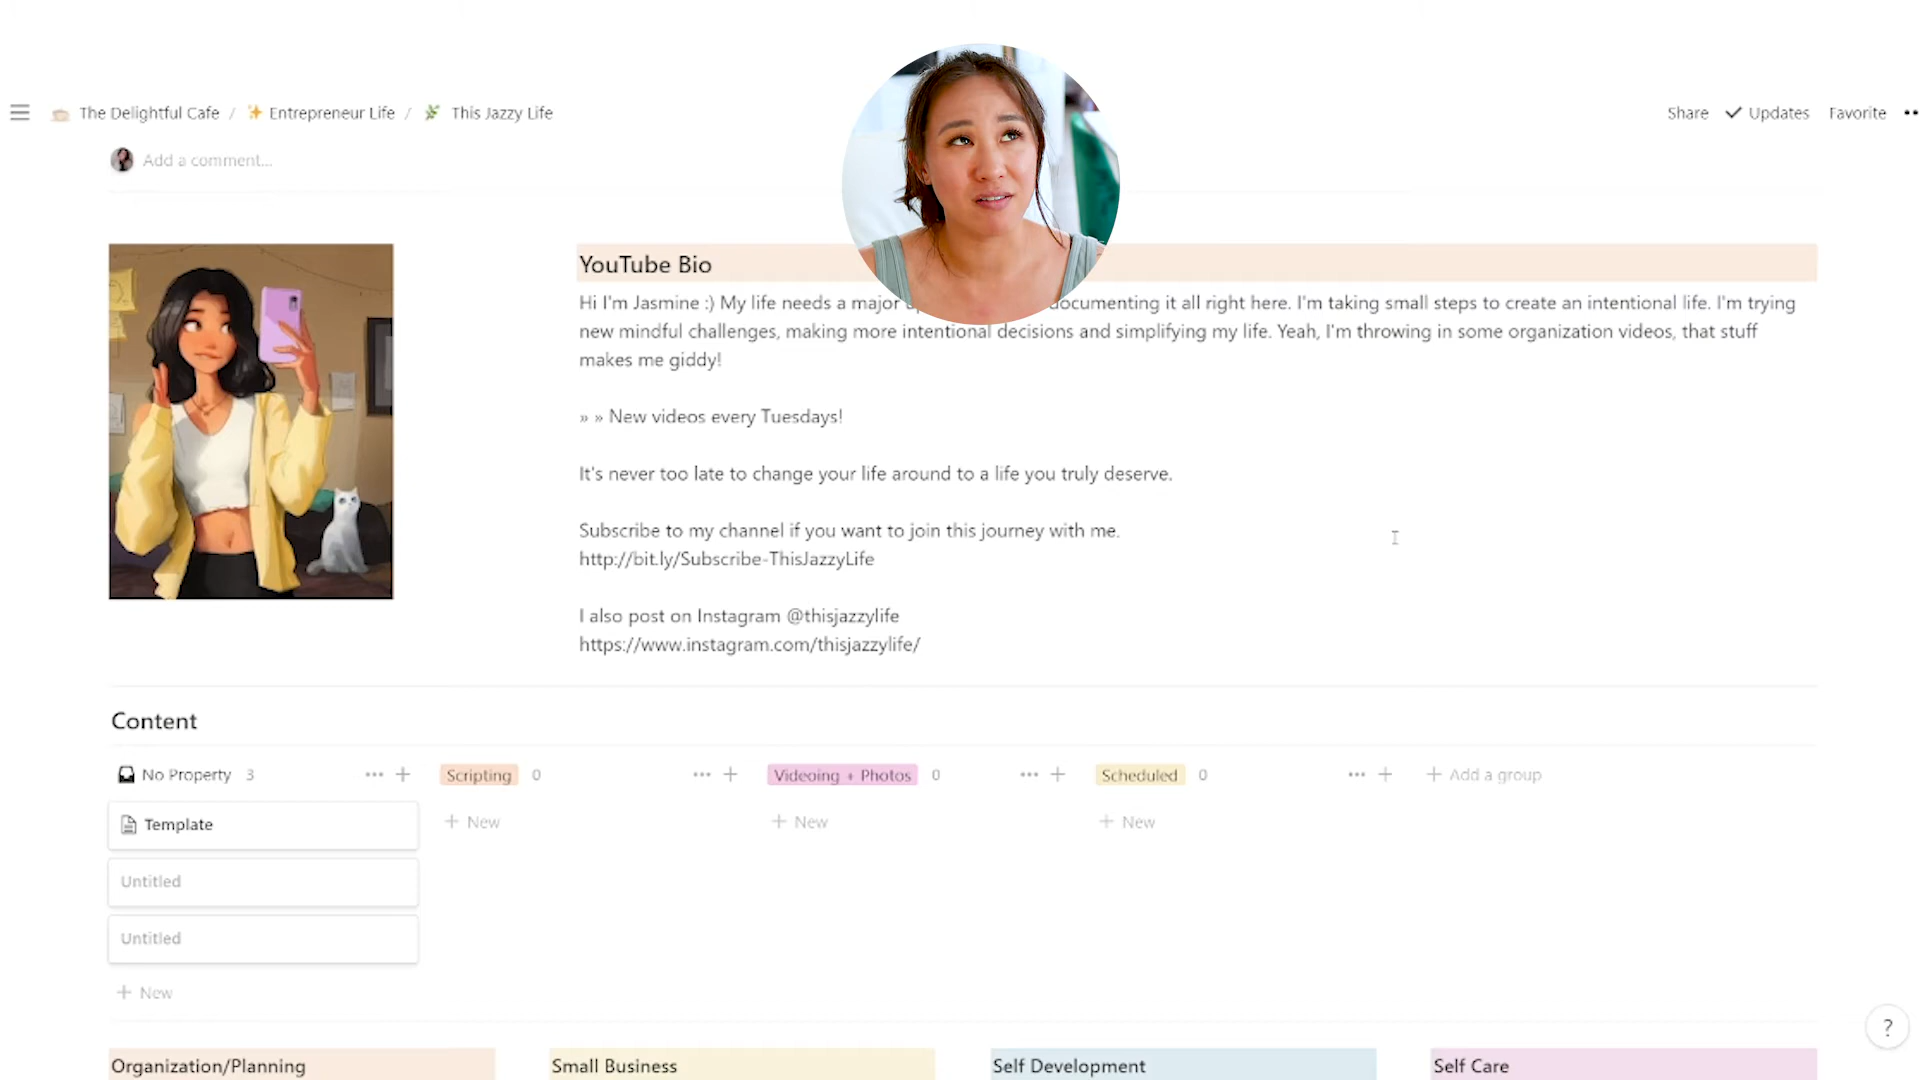 The Delightful Cafe / Entrepreneur Life / This Jazzy Life
Share Updates Favorite
Add a comment...
YouTube Bio
Hi I'm Jasmine :) My life needs a major documenting it all right here. I'm taking small steps to create an intentional life. I'm trying
new mindful challenges, making more intentional decisions and simplifying my life. Yeah, I'm throwing in some organization videos, that stuff
makes me giddy!
» » New videos every Tuesdays!
It's never too late to change your life around to a life you truly deserve.
Subscribe to my channel if you want to join this journey with me.
http://bit.ly/Subscribe-ThisJazzyLife
I also post on Instagram @thisjazzylife
https://www.instagram.com/thisjazzylife/
Content
No Property 3 ••• + Scripting 0 ••• + Videoing + Photos 0 ••• + Scheduled 0 ••• + + Add a group
Template + New + New + New
Untitled
Untitled
+ New
?
Organization/Planning Small Business Self Development Self Care